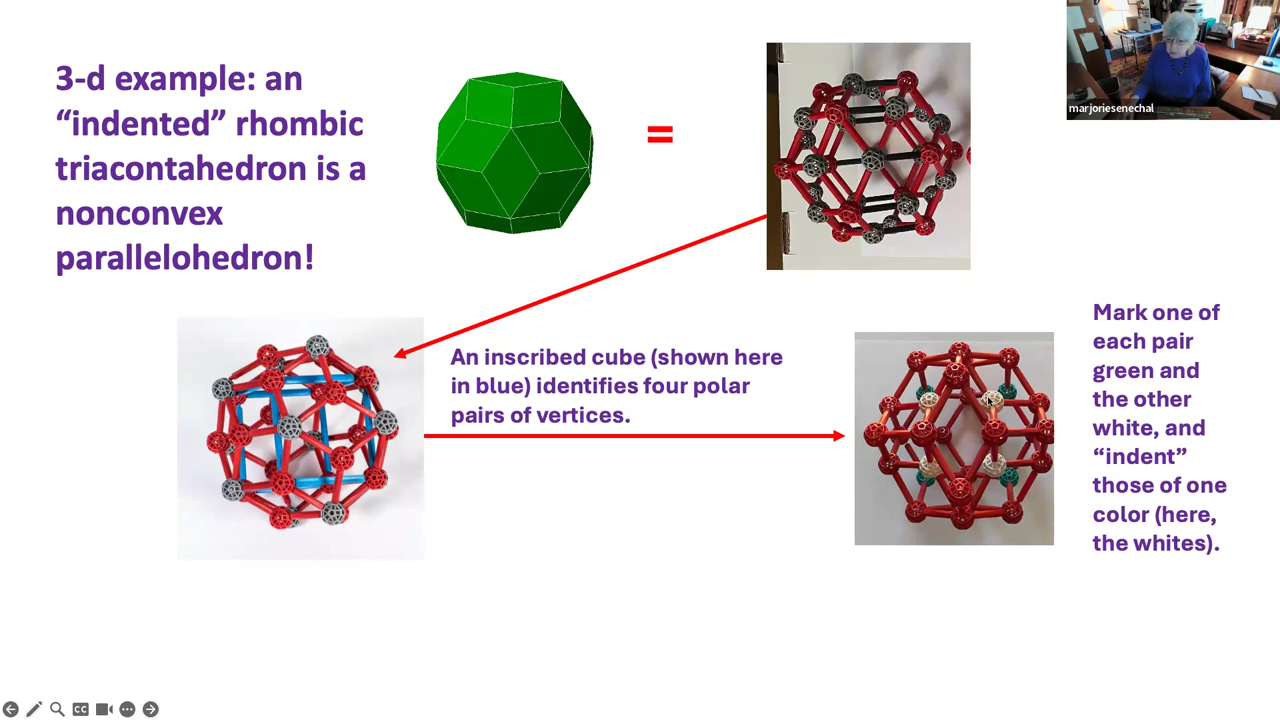 3-d example: an
“indented” rhombic
triacontahedron is a
nonconvex
parallelohedron!
=
marjoriesenechal
An inscribed cube (shown here
in blue) identifies four polar
pairs of vertices.
Mark one of
each pair
green and
the other
white, and
“indent”
those of one
color (here,
the whites).
CC